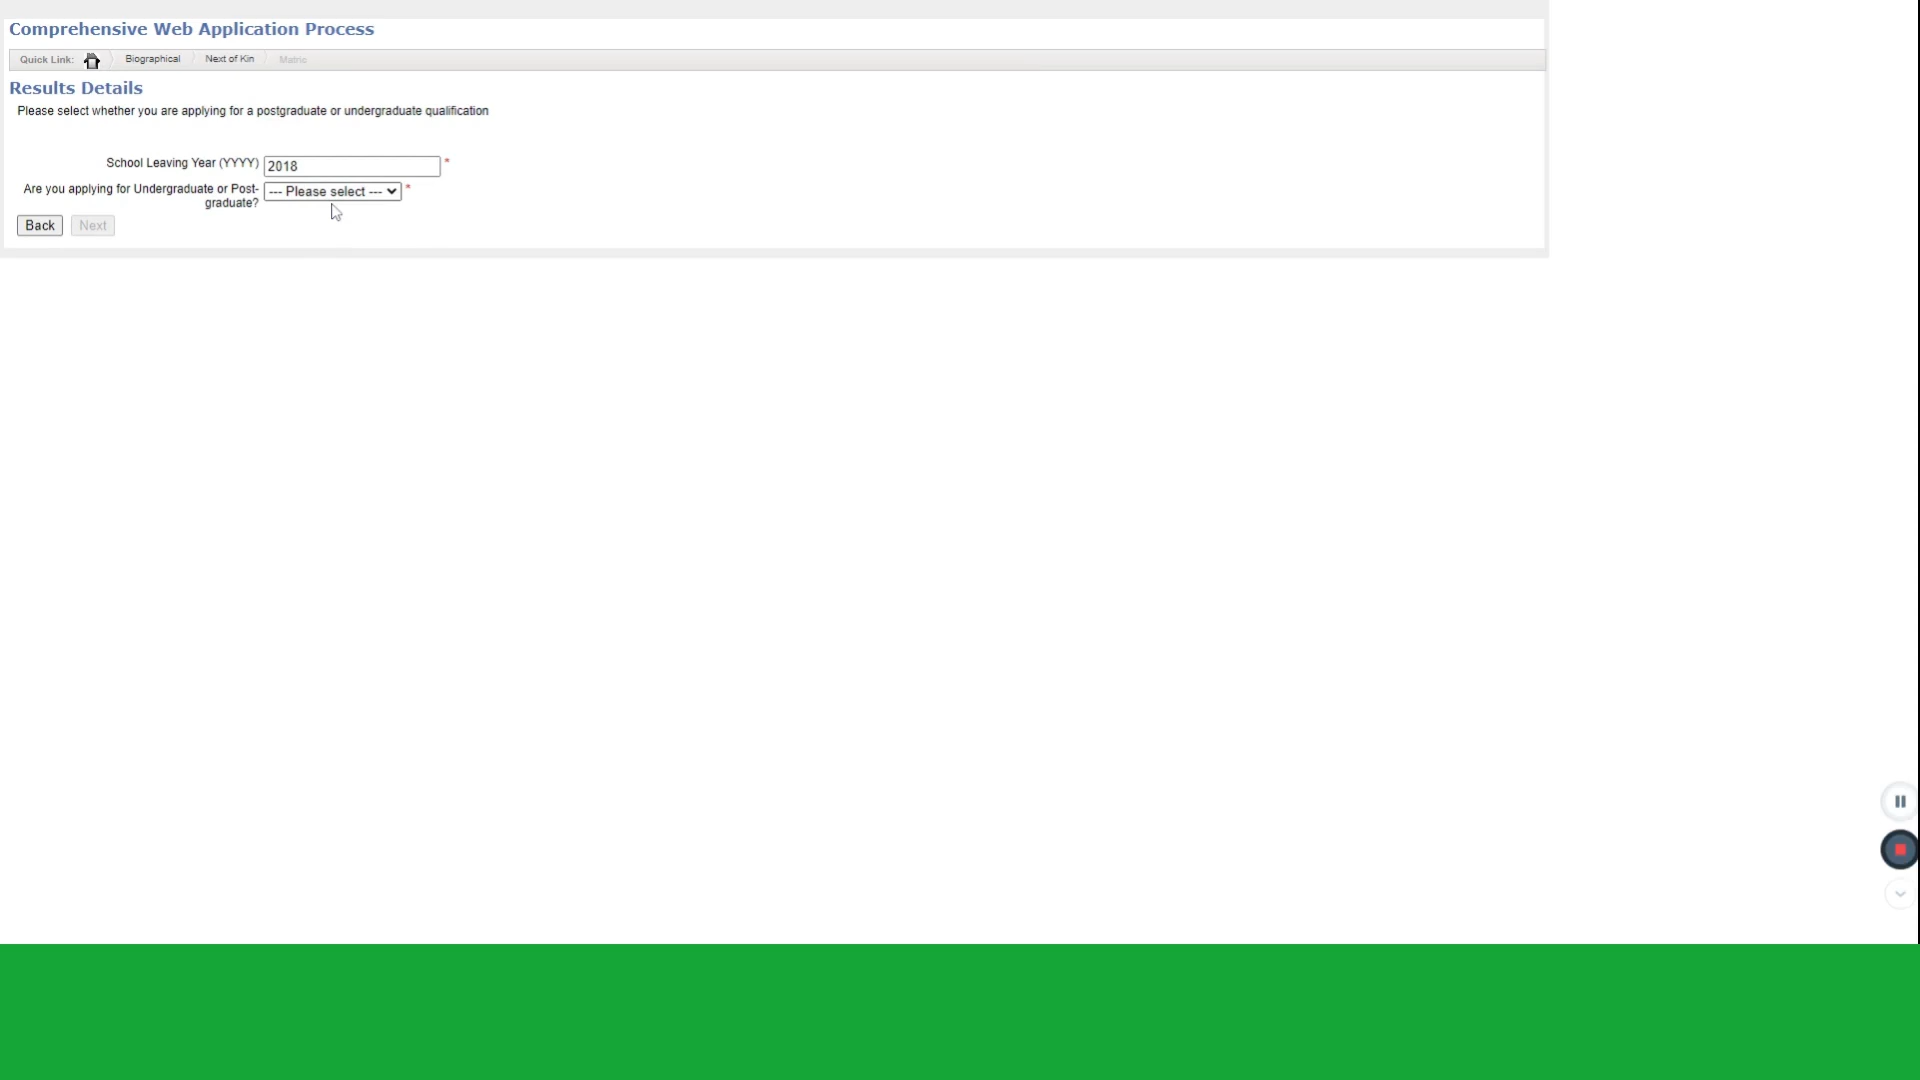 Comprehensive Web Application Process
Quick Link: Biographical Next of Kin Matric
Results Details
Please select whether you are applying for a postgraduate or undergraduate qualification
School Leaving Year (YYYY) 2018 *
Are you applying for Undergraduate or Post- --- Please select --- *
graduate?
Back Next